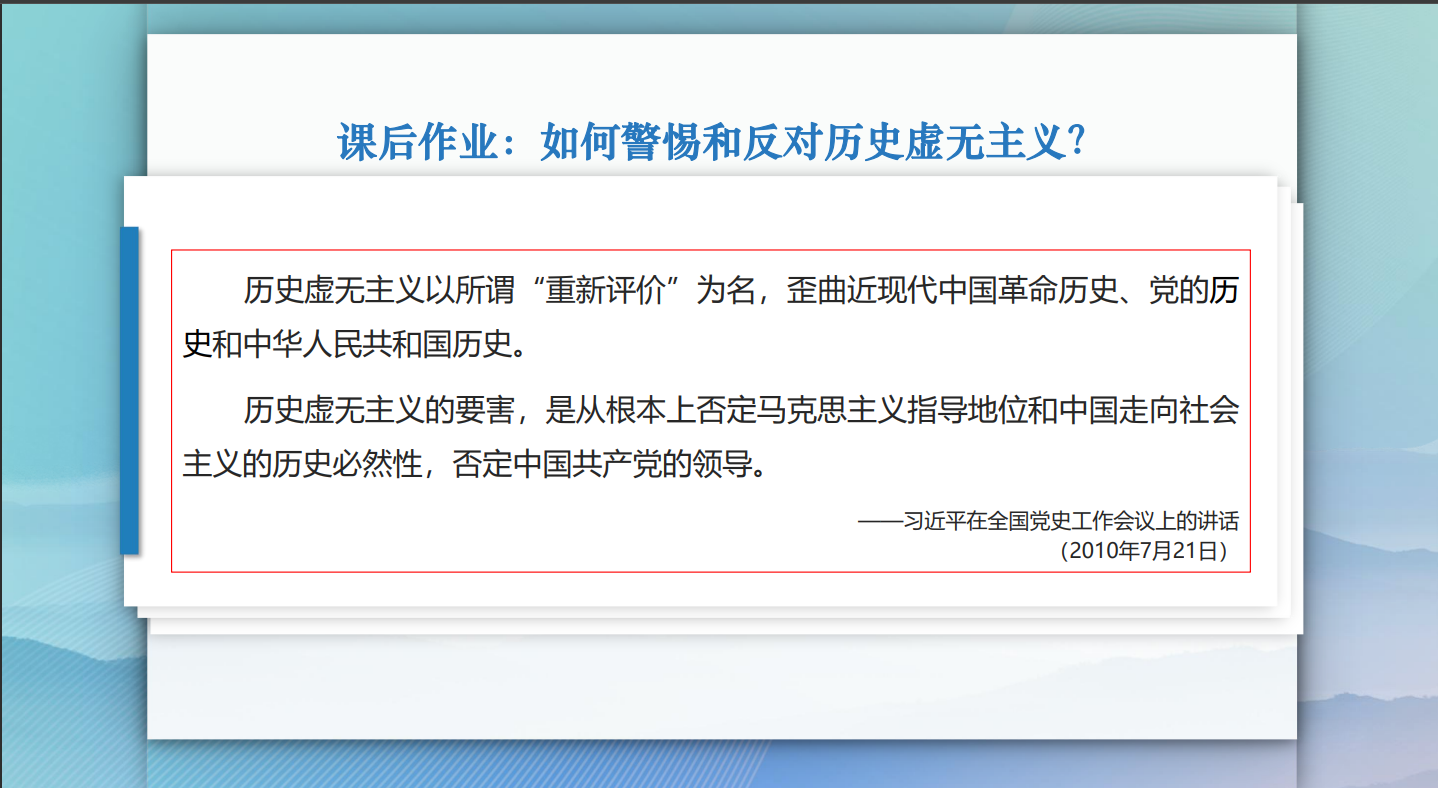 课后作业：如何警惕和反对历史虚无主义？
历史虚无主义以所谓“重新评价”为名，歪曲近现代中国革命历史、党的历
史和中华人民共和国历史。
历史虚无主义的要害，是从根本上否定马克思主义指导地位和中国走向社会
主义的历史必然性，否定中国共产党的领导。
——习近平在全国党史工作会议上的讲话
（2010年7月21日）